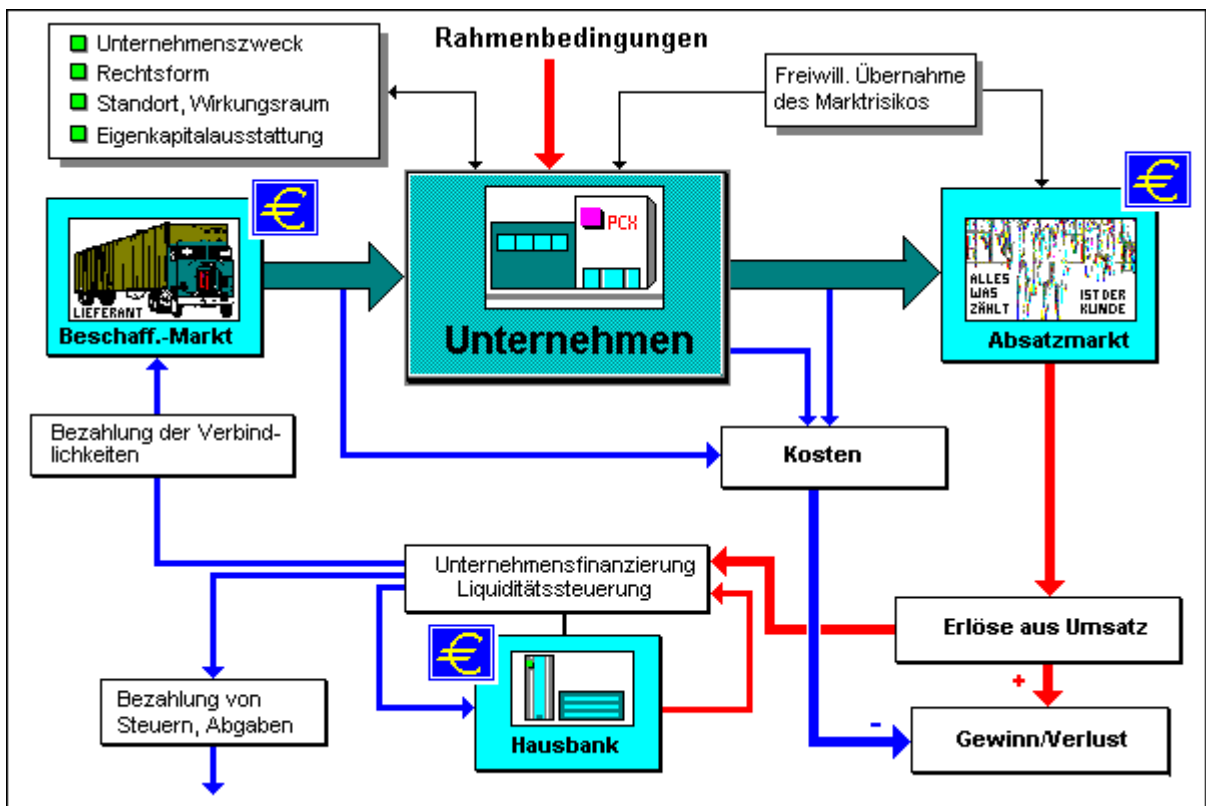 Unternehmenszweck
Rechtsform
Standort, Wirkungsraum
Eigenkapitalausstattung
Rahmenbedingungen
Freiwill. Übernahme
des Marktrisikos
€
€
LIEFERANT
Beschaff.-Markt
PCX
Unternehmen
ALLES
WAS
ZÄHLT
IST DER
KUNDE
Absatzmarkt
Bezahlung der Verbind-
lichkeiten
Kosten
Unternehmensfinanzierung
Liquiditätssteuerung
Erlöse aus Umsatz
€
Hausbank
Bezahlung von
Steuern, Abgaben
+
-
Gewinn/Verlust